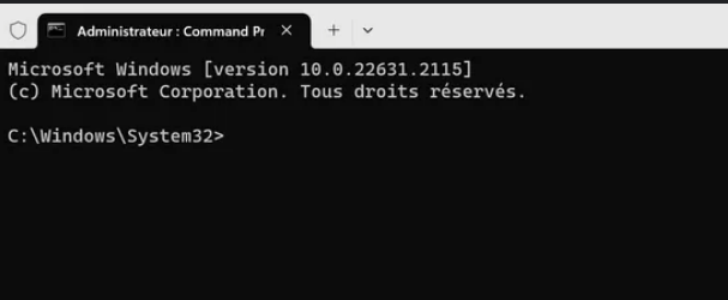 Administrateur : Command Pr
Microsoft Windows [version 10.0.22631.2115]
(c) Microsoft Corporation. Tous droits réservés.
C:\Windows\System32>